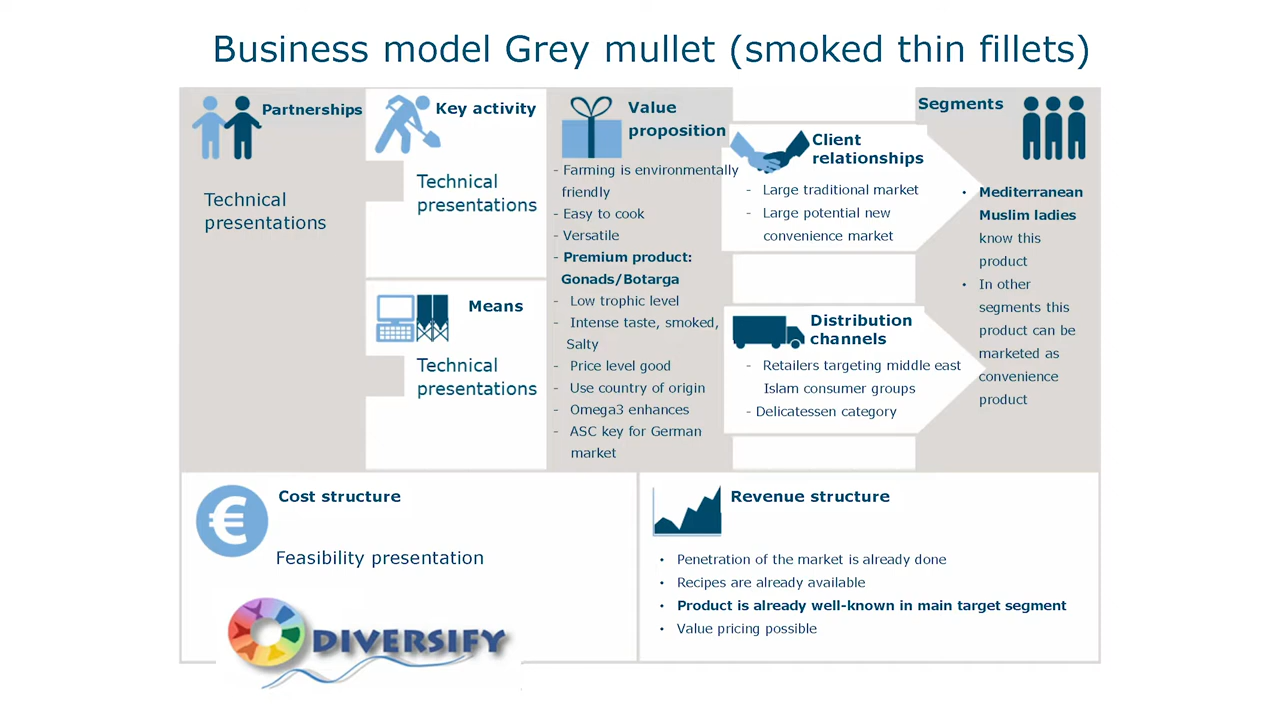 Business model Grey mullet (smoked thin fillets)
Partnerships
Technical
presentations
Key activity
Technical
presentations
Means
Technical
presentations
Value
proposition
- Farming is environmentally
friendly
- Easy to cook
- Versatile
- Premium product:
Gonads/Botarga
- Low trophic level
- Intense taste, smoked,
Salty
- Price level good
- Use country of origin
- Omega3 enhances
- ASC key for German
market
Client
relationships
- Large traditional market
- Large potential new
convenience market
Distribution
channels
- Retailers targeting middle east
Islam consumer groups
- Delicatessen category
Segments
• Mediterranean
Muslim ladies
know this
product
• In other
segments this
product can be
marketed as
convenience
product
Cost structure
Feasibility presentation
DIVERSIFY
Revenue structure
• Penetration of the market is already done
• Recipes are already available
• Product is already well-known in main target segment
• Value pricing possible